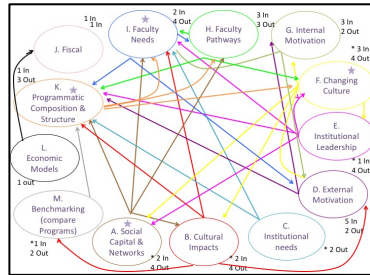 1 In
1 In
J. Fiscal
I. Faculty
Needs
2 In
4 Out
H. Faculty
Pathways
3 In
3 In
G. Internal
Motivation
3 In
2 Out
1 In
3 Out
K.
Programmatic
Composition &
Structure
* 3 In
4 Out
F. Changing
Culture
E.
Institutional
Leadership
* 1 In
4 Out
L.
Economic
Models
1 out
D. External
Motivation
5 In
2 Out
M.
Benchmarking
(compare
Programs)
*1 In
2 Out
A. Social
Capital &
Networks
* 2 In
4 Out
B. Cultural
Impacts
* 2 In
4 Out
C.
Institutional
needs
* 2 Out